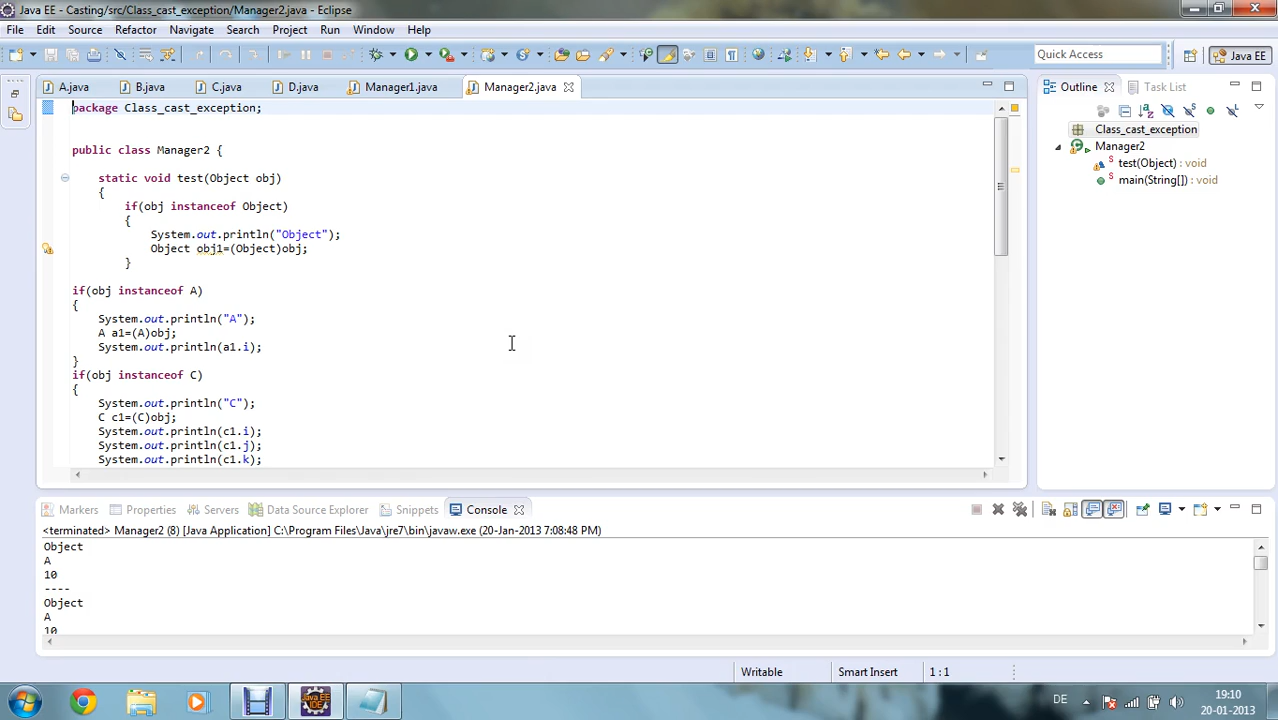 Java EE - Casting/src/Class_cast_exception/Manager2.java - Eclipse
File Edit Source Refactor Navigate Search Project Run Window Help
Quick Access
Java EE
A.java B.java C.java D.java Manager1.java Manager2.java
package Class_cast_exception;
public class Manager2 {
static void test(Object obj)
{
if(obj instanceof Object)
{
System.out.println("Object");
Object obj1=(Object)obj;
}
if(obj instanceof A)
{
System.out.println("A");
A a1=(A)obj;
System.out.println(a1.i);
}
if(obj instanceof C)
{
System.out.println("C");
C c1=(C)obj;
System.out.println(c1.i);
System.out.println(c1.j);
System.out.println(c1.k);
Outline Task List
Class_cast_exception
Manager2
test(Object) : void
main(String[]) : void
Markers Properties Servers Data Source Explorer Snippets Console
<terminated> Manager2 (8) [Java Application] C:\Program Files\Java\jre7\bin\javaw.exe (20-Jan-2013 7:08:48 PM)
Object
A
10
----
Object
A
10
Writable Smart Insert 1 : 1
Java EE IDE
DE
19:10
20-01-2013